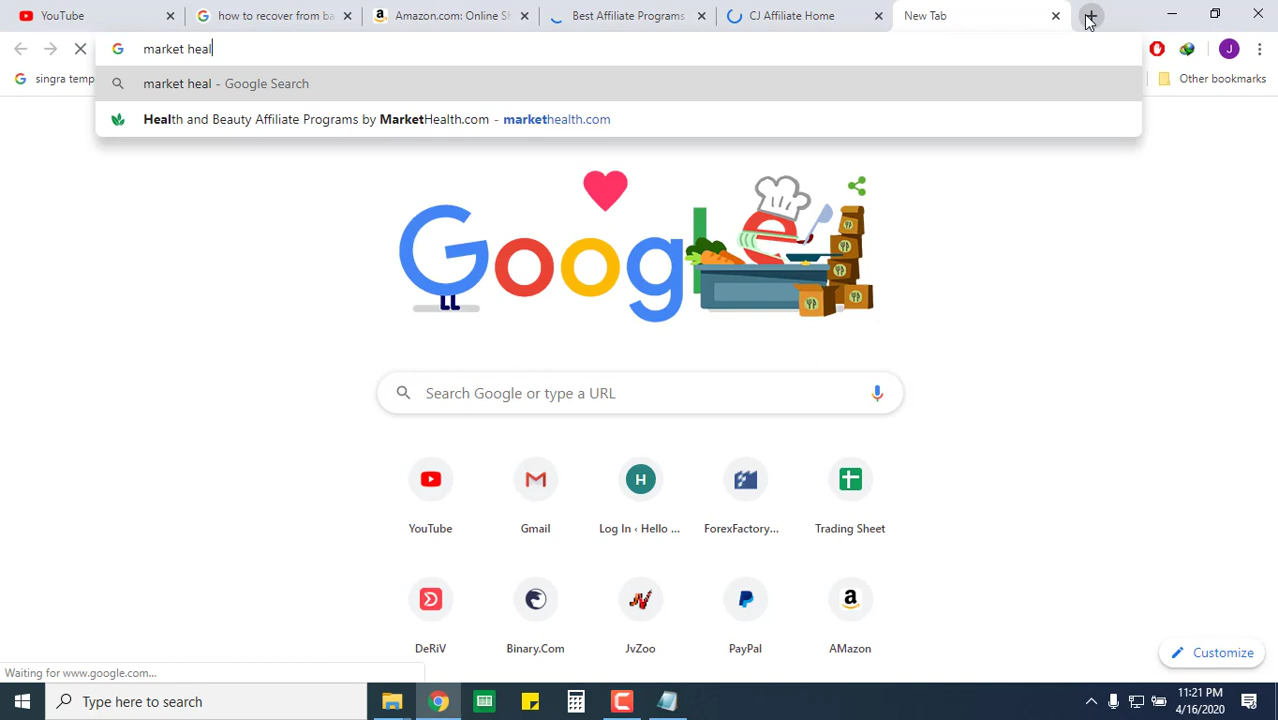 YouTube
how to recover from ba
Amazon.com: Online S
Best Affiliate Programs
CJ Affiliate Home
New Tab
market heal
J
singra temp
Other bookmarks
market heal - Google Search
Health and Beauty Affiliate Programs by MarketHealth.com - markethealth.com
Google
Search Google or type a URL
H
YouTube
Gmail
Log In ‹ Hello ...
ForexFactory...
Trading Sheet
DeRiV
Binary.Com
JvZoo
PayPal
AMazon
Customize
Waiting for www.google.com...
Type here to search
11:21 PM
4/16/2020